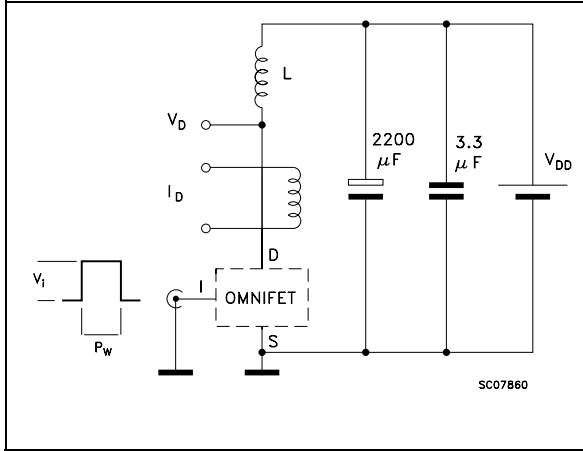 L
V_D
2200
μF
3.3
μF
V_DD
I_D
D
V_i
I
OMNIFET
S
P_W
SC07860